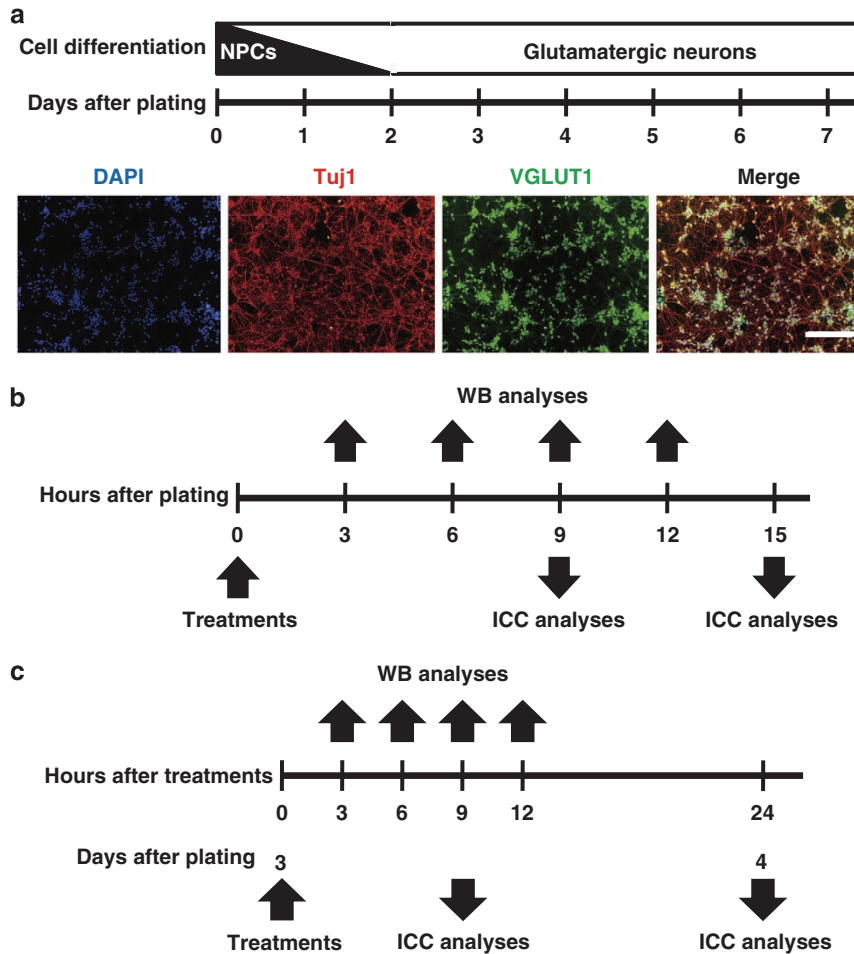 a
Cell differentiation NPCs Glutamatergic neurons
Days after plating
0 1 2 3 4 5 6 7
DAPI Tuj1 VGLUT1 Merge
b
WB analyses
Hours after plating
0 3 6 9 12 15
Treatments ICC analyses ICC analyses
c
WB analyses
Hours after treatments
0 3 6 9 12 24
Days after plating 3 4
Treatments ICC analyses ICC analyses